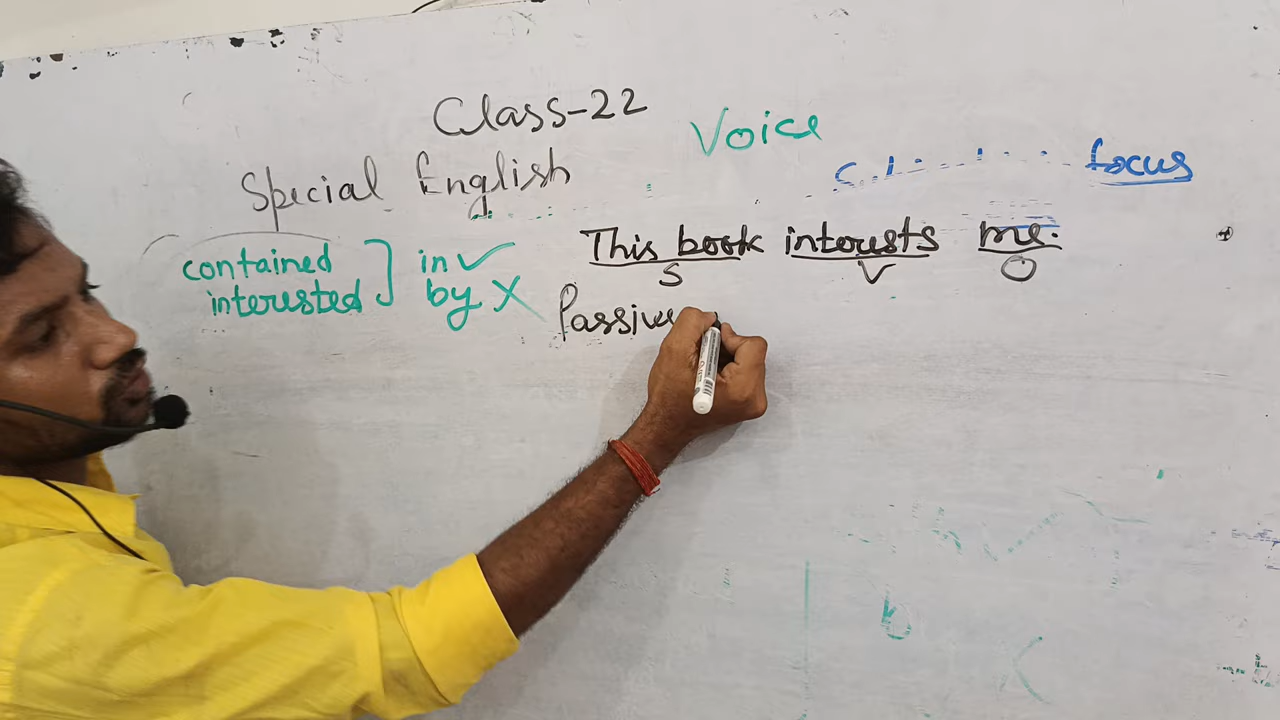 Class-22
Voice
Special English
focus
This book interests me.
S V O
contained
interested
in ✓
by X
Passive